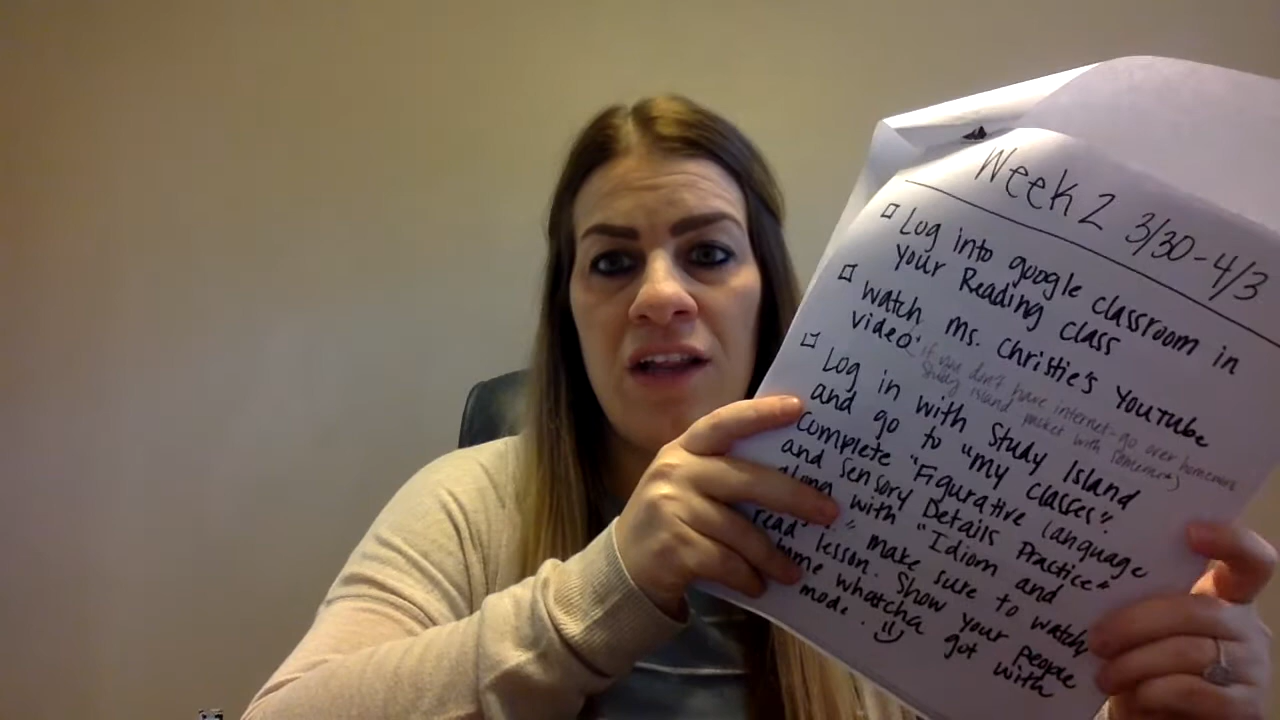 Week 2 3/30-4/3
Log into google classroom in
your Reading class
watch Ms. Christie's YouTube
video.
(if you don't have internet-go over homework
Study island packet with someone)
Log in with Study Island
and go to "my classes"
complete "Figurative language
and Sensory Details Practice"
along with "Idiom and
" make sure to watch,
read lesson. Show your people
home whatcha got with
mode.